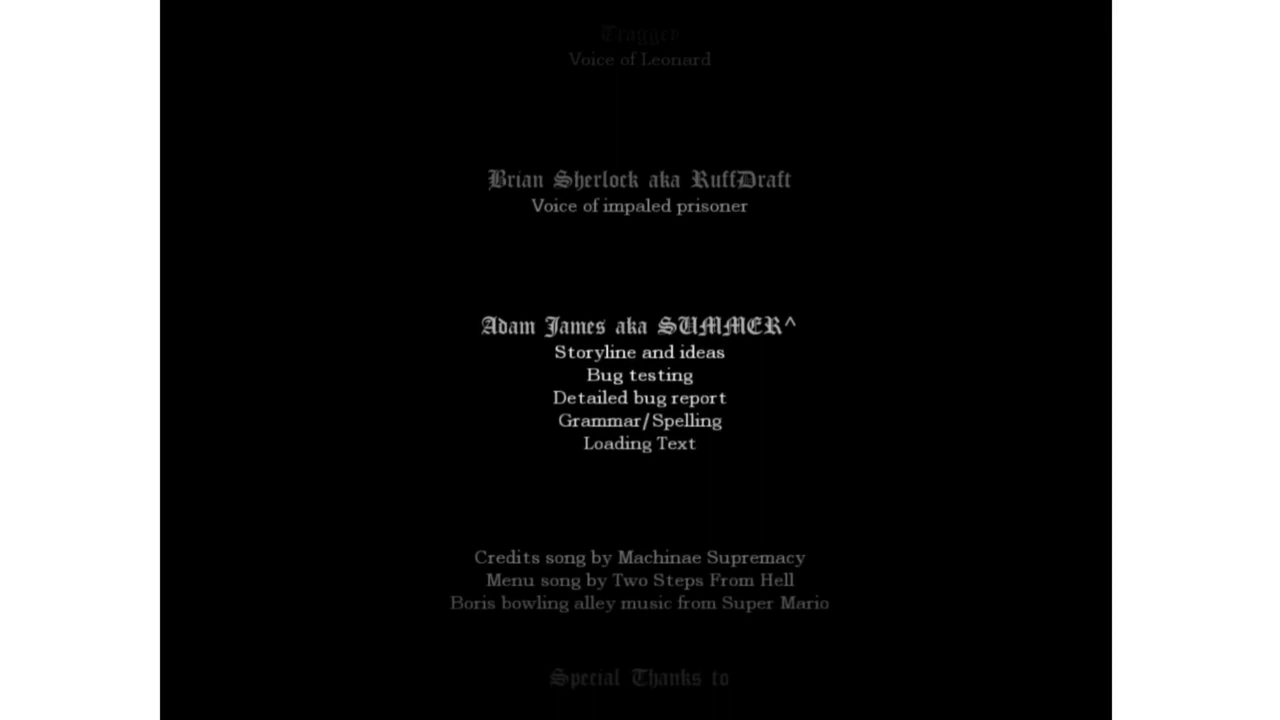 Traggey
Voice of Leonard
Brian Sherlock aka RuffDraft
Voice of impaled prisoner
Adam James aka SUMMER^
Storyline and ideas
Bug testing
Detailed bug report
Grammar/Spelling
Loading Text
Credits song by Machinae Supremacy
Menu song by Two Steps From Hell
Boris bowling alley music from Super Mario
Special Thanks to